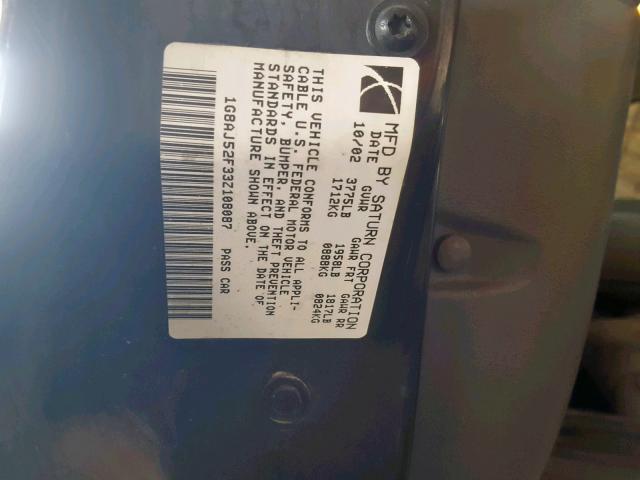 MFD BY SATURN CORPORATION
DATE GVWR GAWR FRT GAWR RR
10/02 3775LB 1958LB 1817LB
1712KG 0888KG 0824KG
THIS VEHICLE CONFORMS TO ALL APPLI-
CABLE U.S. FEDERAL MOTOR VEHICLE
SAFETY, BUMPER, AND THEFT PREVENTION
STANDARDS IN EFFECT ON THE DATE OF
MANUFACTURE SHOWN ABOVE.
1G8AJ52F33Z108087 PASS CAR